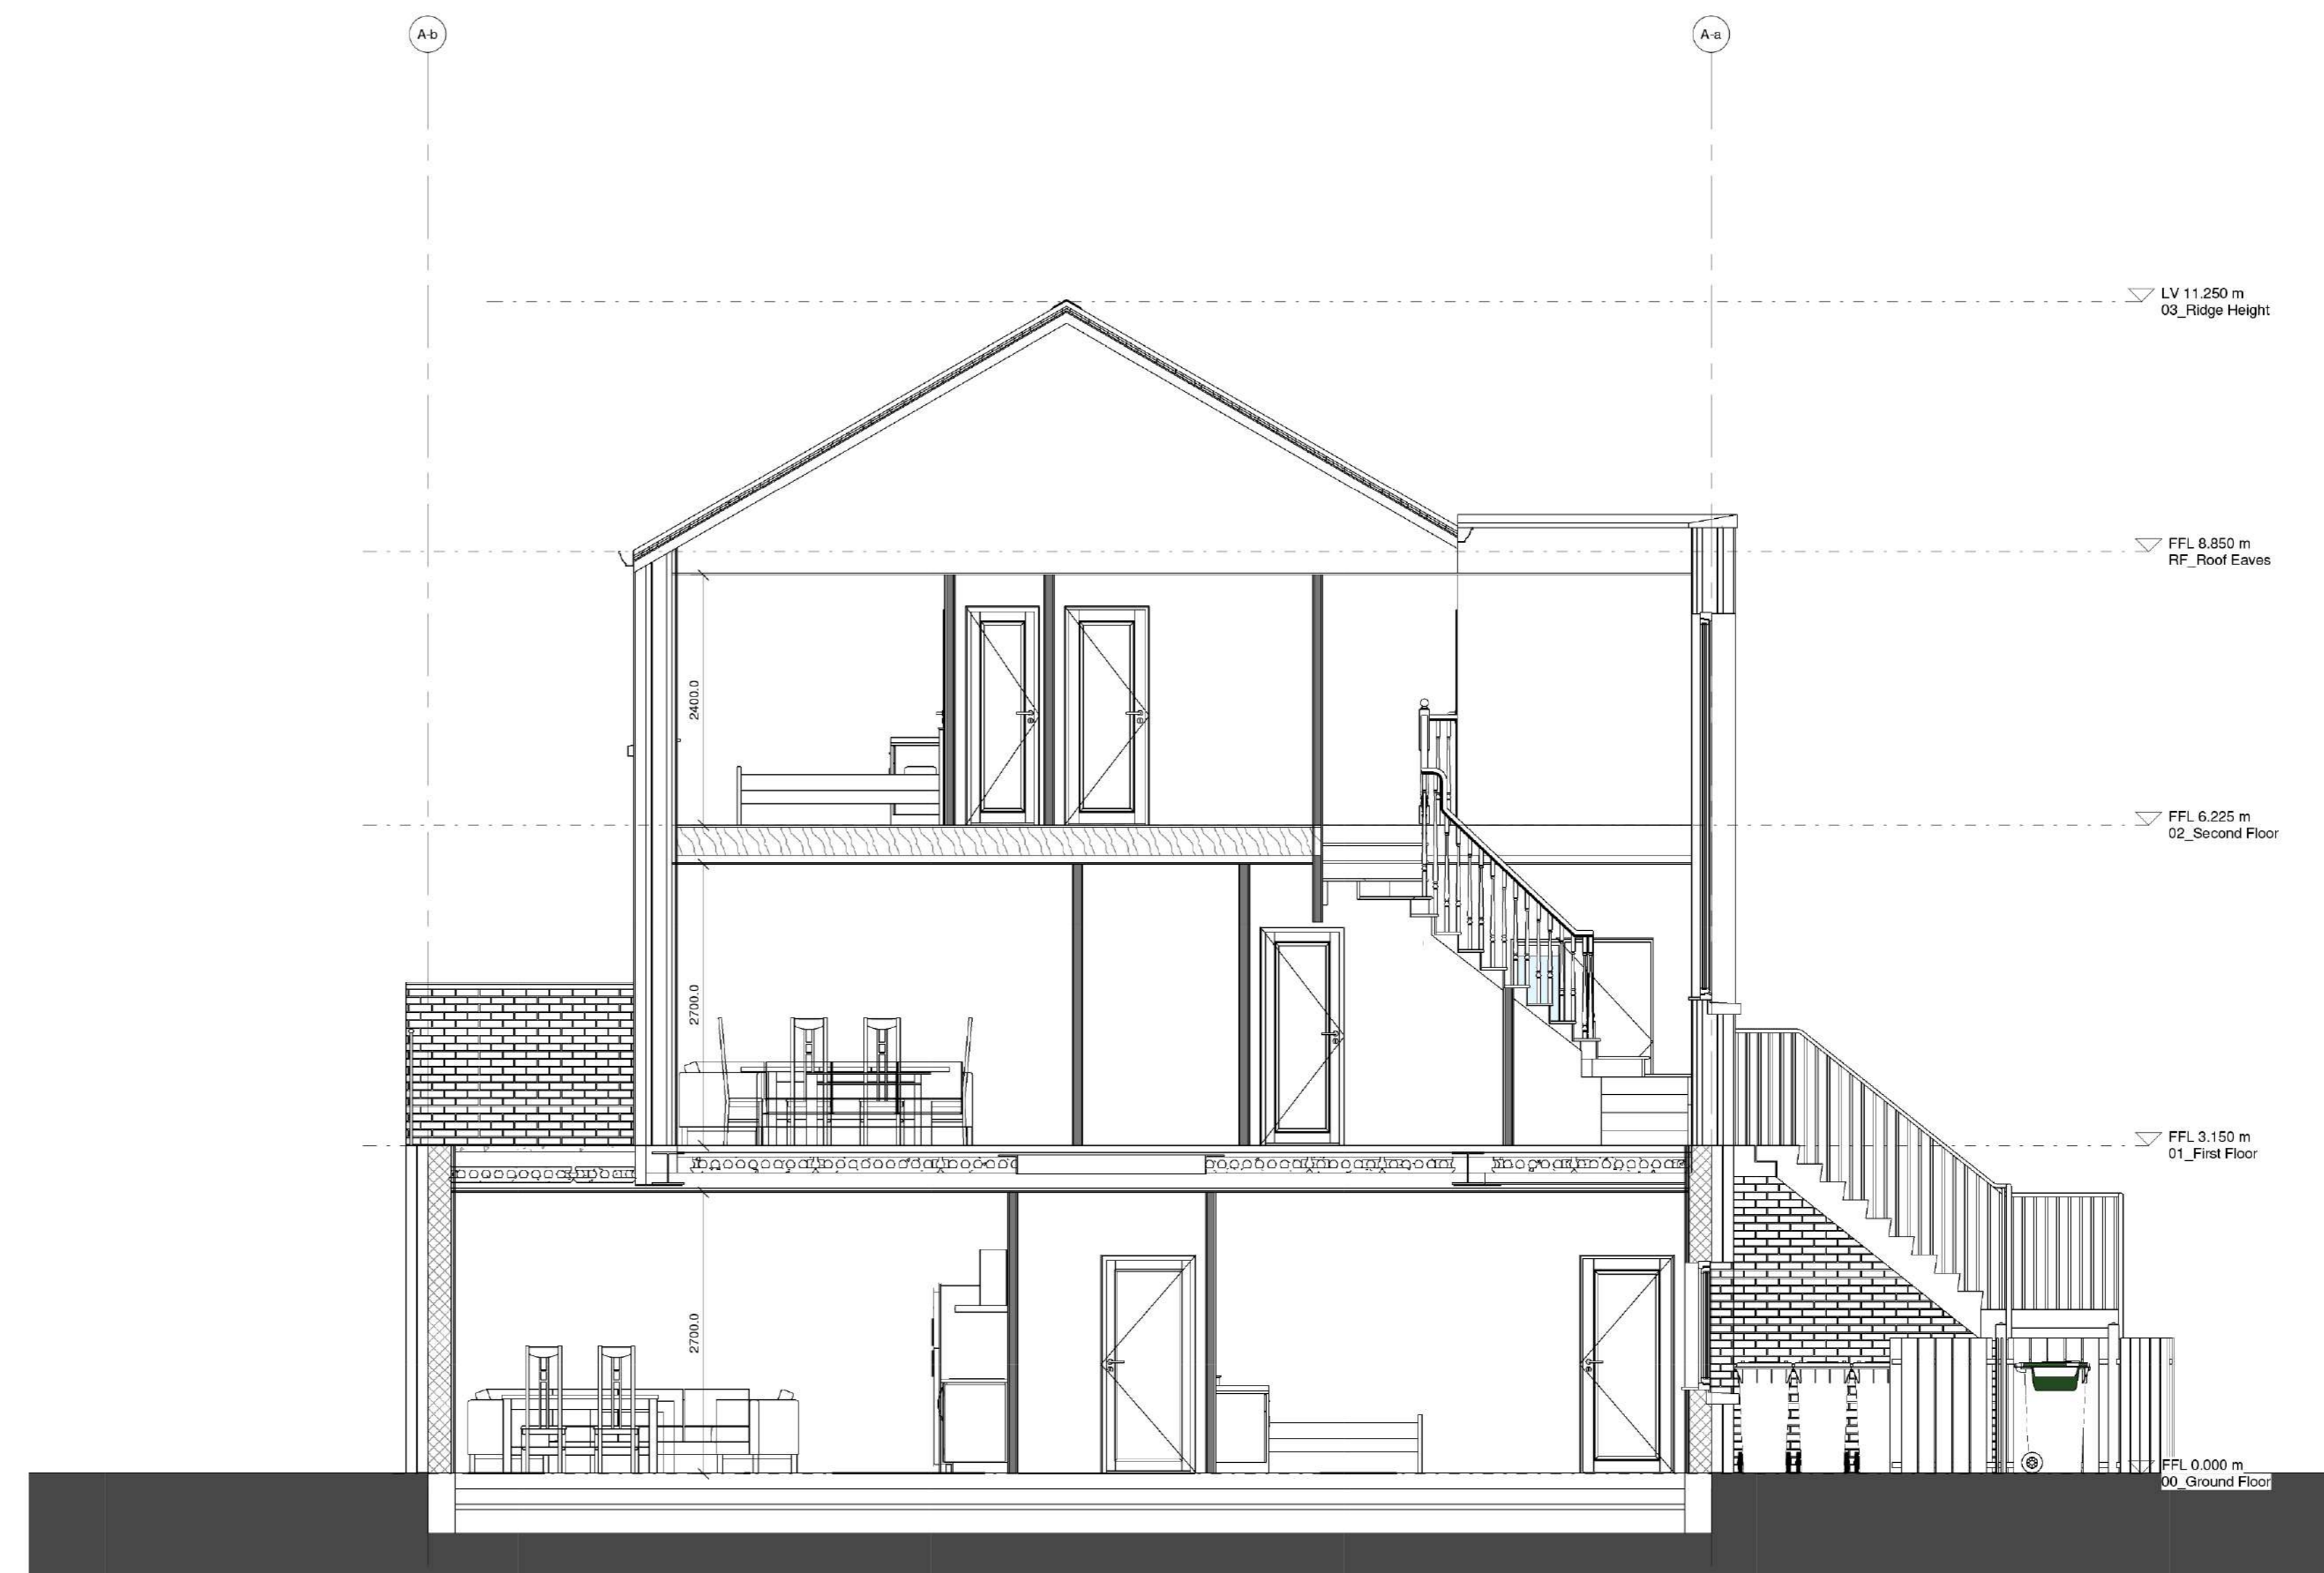 A-b
A-a
LV 11.250 m
03_Ridge Height
FFL 8.850 m
RF_Roof Eaves
2400.0
FFL 6.225 m
02_Second Floor
2700.0
FFL 3.150 m
01_First Floor
2700.0
FFL 0.000 m
00_Ground Floor